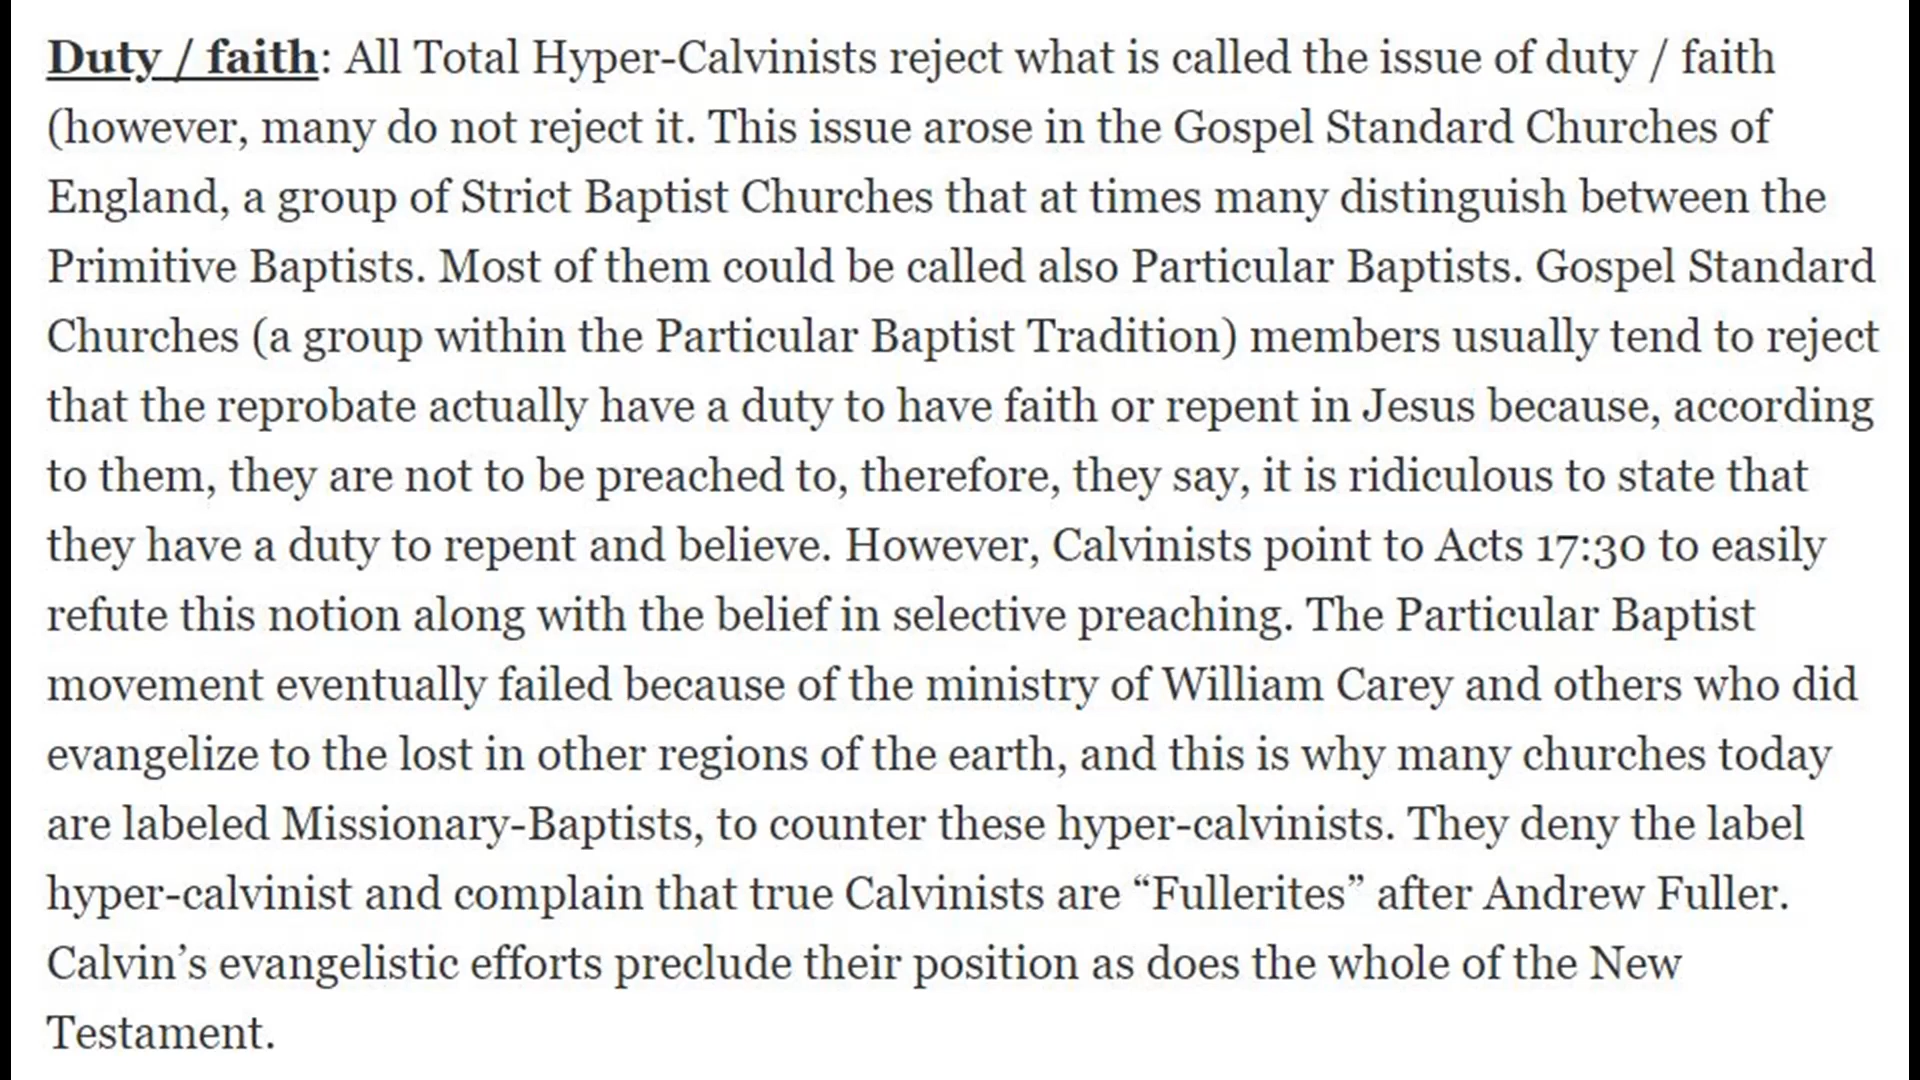 Duty / faith: All Total Hyper-Calvinists reject what is called the issue of duty / faith
(however, many do not reject it. This issue arose in the Gospel Standard Churches of
England, a group of Strict Baptist Churches that at times many distinguish between the
Primitive Baptists. Most of them could be called also Particular Baptists. Gospel Standard
Churches (a group within the Particular Baptist Tradition) members usually tend to reject
that the reprobate actually have a duty to have faith or repent in Jesus because, according
to them, they are not to be preached to, therefore, they say, it is ridiculous to state that
they have a duty to repent and believe. However, Calvinists point to Acts 17:30 to easily
refute this notion along with the belief in selective preaching. The Particular Baptist
movement eventually failed because of the ministry of William Carey and others who did
evangelize to the lost in other regions of the earth, and this is why many churches today
are labeled Missionary-Baptists, to counter these hyper-calvinists. They deny the label
hyper-calvinist and complain that true Calvinists are “Fullerites” after Andrew Fuller.
Calvin’s evangelistic efforts preclude their position as does the whole of the New
Testament.